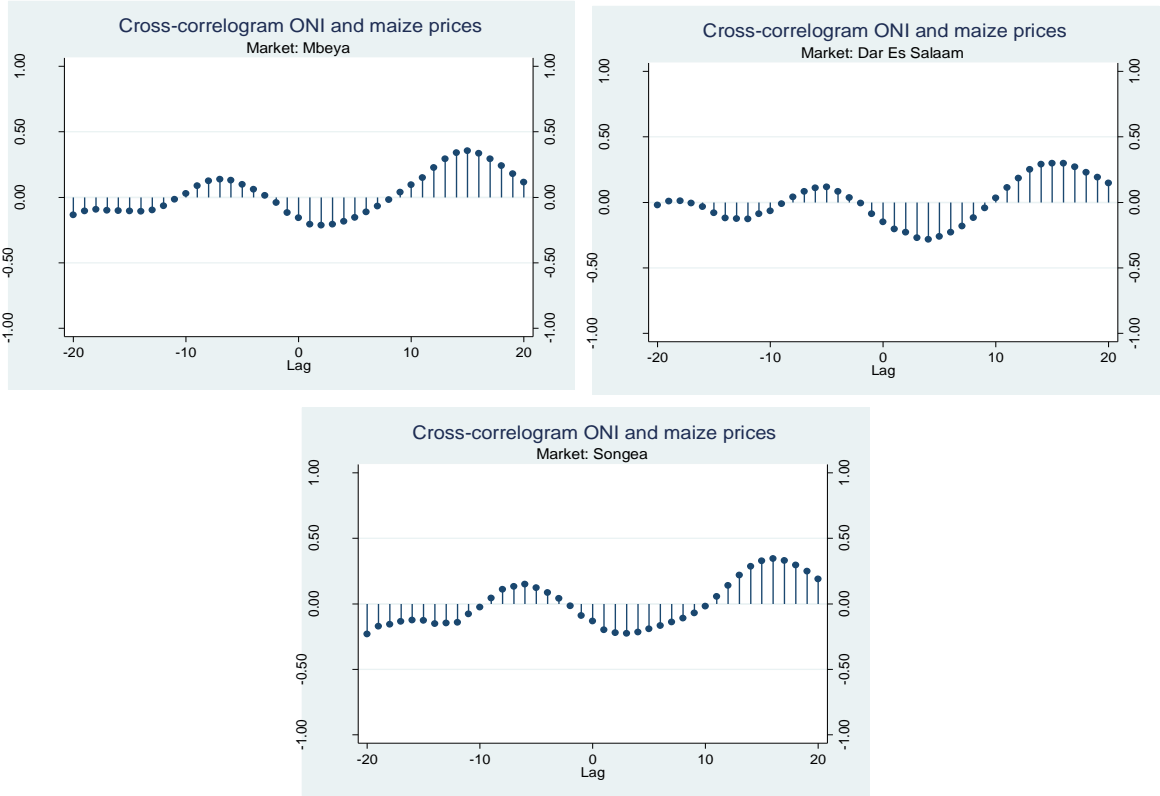 Cross-correlogram ONI and maize prices
Market: Mbeya
1.00 1.00
0.50 0.50
0.00 0.00
-0.50 -0.50
-1.00 -1.00
-20 -10 0 10 20
Lag
Cross-correlogram ONI and maize prices
Market: Dar Es Salaam
1.00 1.00
0.50 0.50
0.00 0.00
-0.50 -0.50
-1.00 -1.00
-20 -10 0 10 20
Lag
Cross-correlogram ONI and maize prices
Market: Songea
1.00 1.00
0.50 0.50
0.00 0.00
-0.50 -0.50
-1.00 -1.00
-20 -10 0 10 20
Lag